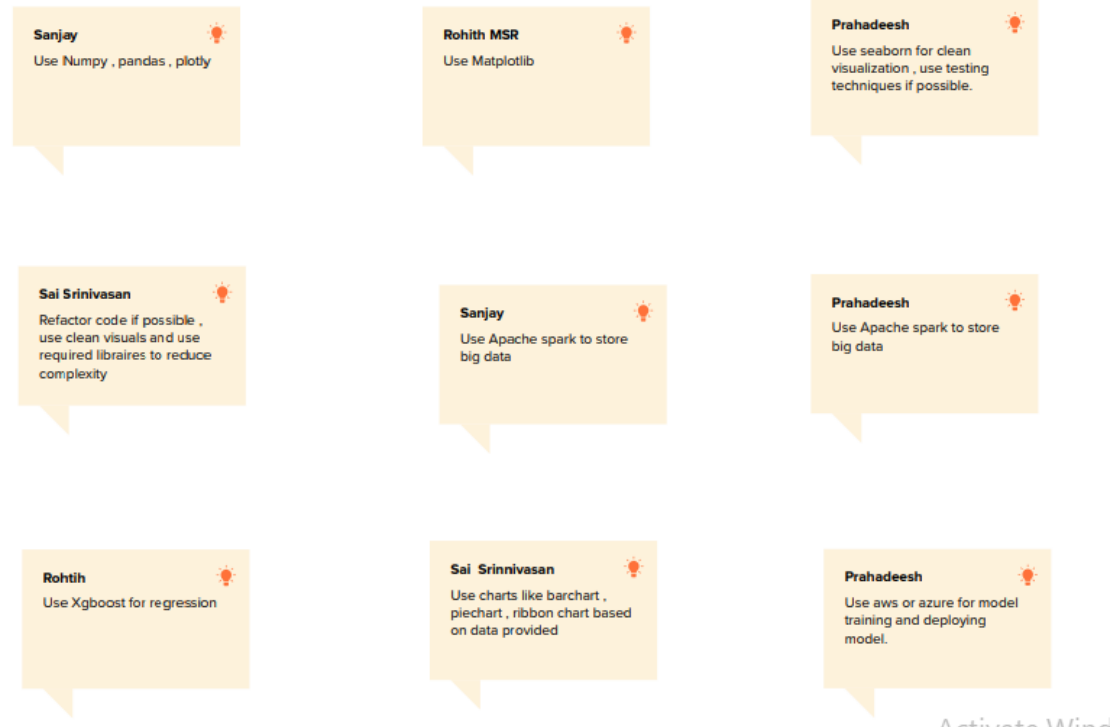 Sanjay
Use Numpy , pandas , plotly
Rohith MSR
Use Matplotlib
Prahadeesh
Use seaborn for clean
visualization , use testing
techniques if possible.
Sai Srinivasan
Refactor code if possible ,
use clean visuals and use
required libraires to reduce
complexity
Sanjay
Use Apache spark to store
big data
Prahadeesh
Use Apache spark to store
big data
Rohtih
Use Xgboost for regression
Sai Srinnivasan
Use charts like barchart ,
piechart , ribbon chart based
on data provided
Prahadeesh
Use aws or azure for model
training and deploying
model.
Activate Wind